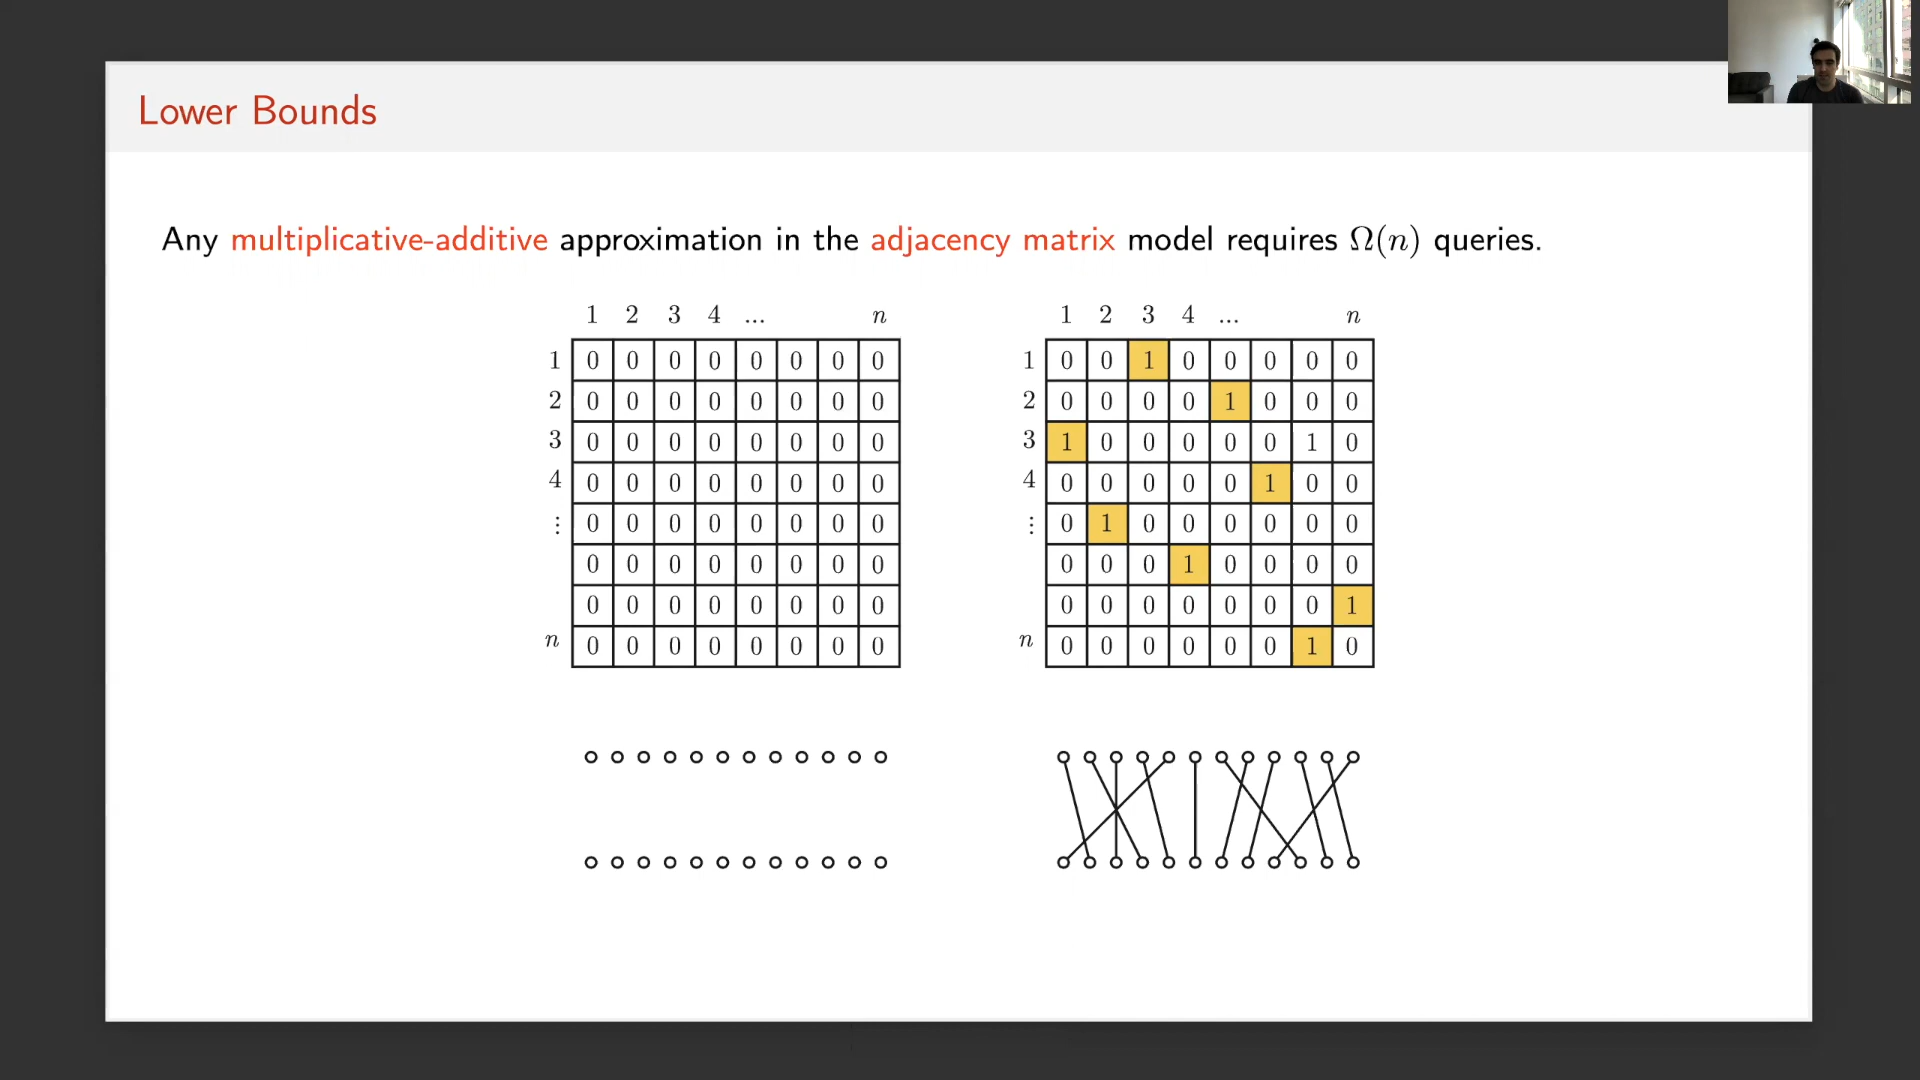 Lower Bounds
Any multiplicative-additive approximation in the adjacency matrix model requires Ω(n) queries.
1 2 3 4 ... n
1 0 0 0 0 0 0 0 0
2 0 0 0 0 0 0 0 0
3 0 0 0 0 0 0 0 0
4 0 0 0 0 0 0 0 0
⋮ 0 0 0 0 0 0 0 0
0 0 0 0 0 0 0 0
0 0 0 0 0 0 0 0
n 0 0 0 0 0 0 0 0
1 2 3 4 ... n
1 0 0 1 0 0 0 0 0
2 0 0 0 0 1 0 0 0
3 1 0 0 0 0 0 1 0
4 0 0 0 0 0 1 0 0
⋮ 0 1 0 0 0 0 0 0
0 0 0 1 0 0 0 0
0 0 0 0 0 0 0 1
n 0 0 0 0 0 0 1 0